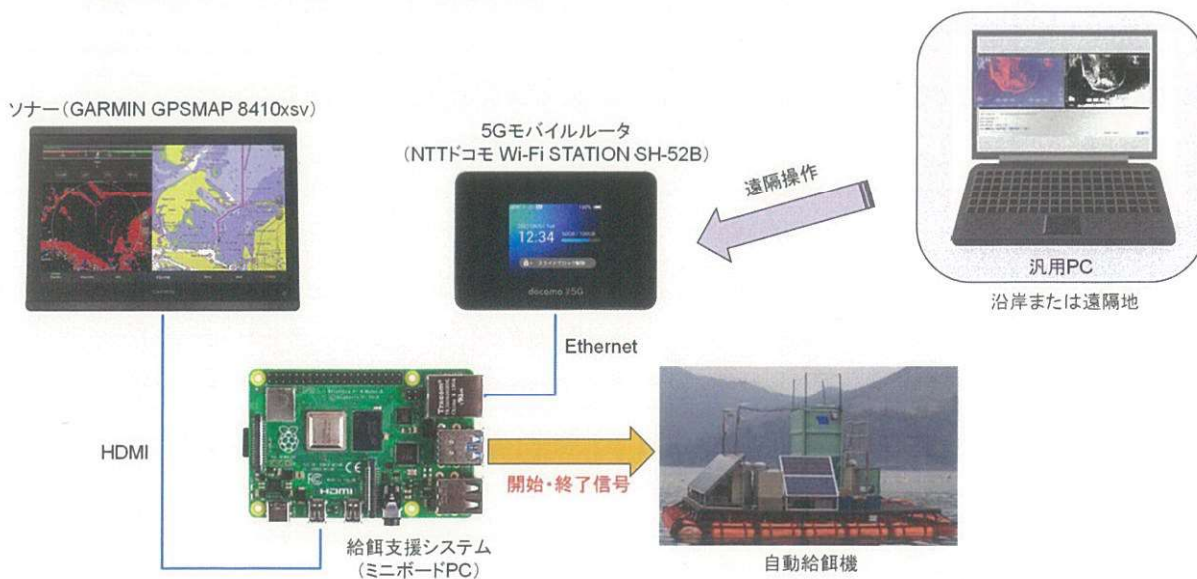 ソナー(GARMIN GPSMAP 8410xsv)
5Gモバイルルータ
(NTTドコモ Wi-Fi STATION SH-52B)
12:34
docomo 5G
遠隔操作
汎用PC
沿岸または遠隔地
Ethernet
HDMI
HDMI
開始・終了信号
給餌支援システム
(ミニボードPC)
自動給餌機